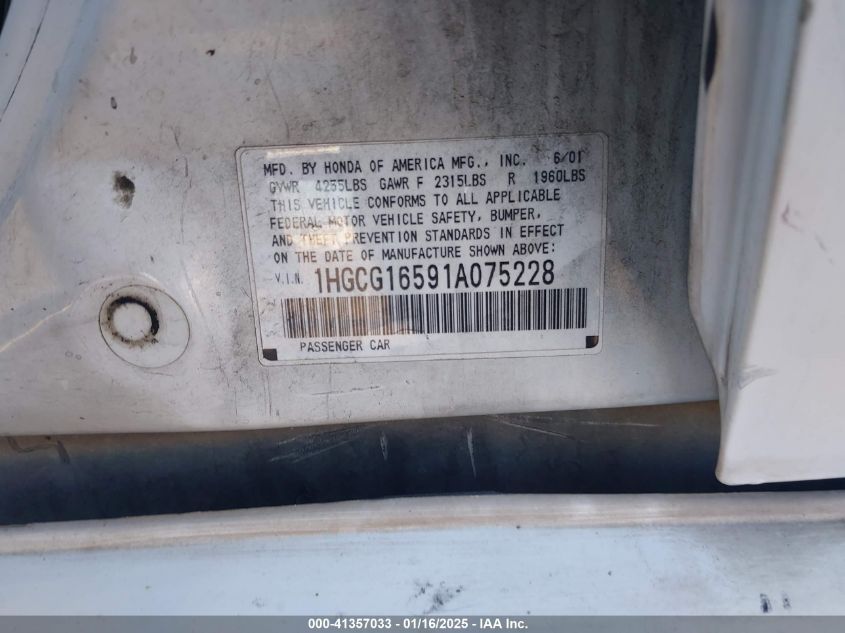 MFD. BY HONDA OF AMERICA MFG., INC. 6/01
GVWR 4255LBS GAWR F 2315LBS R 1960LBS
THIS VEHICLE CONFORMS TO ALL APPLICABLE
FEDERAL MOTOR VEHICLE SAFETY, BUMPER,
AND THEFT PREVENTION STANDARDS IN EFFECT
ON THE DATE OF MANUFACTURE SHOWN ABOVE:
V.I.N. 1HGCG16591A075228
PASSENGER CAR
000-41357033 - 01/16/2025 - IAA Inc.